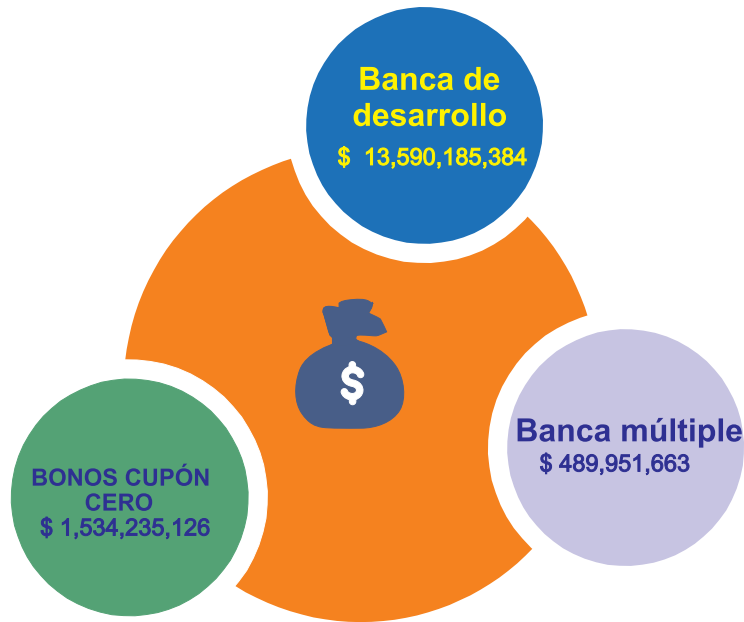 Banca de
desarrollo
$ 13,590,185,384
$
Banca múltiple
$ 489,951,663
BONOS CUPÓN
CERO
$ 1,534,235,126